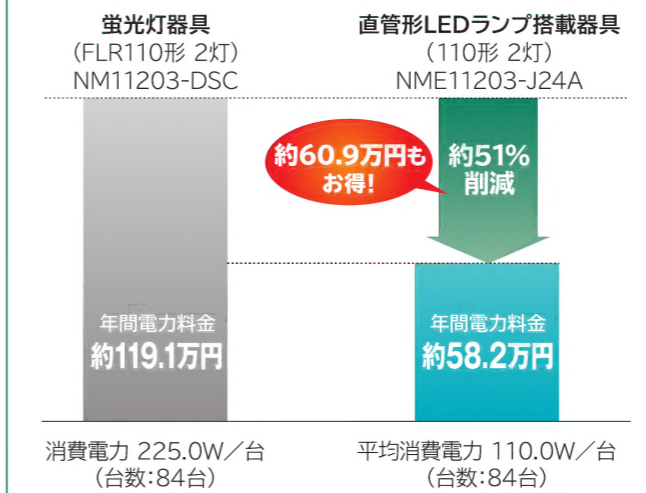 蛍光灯器具
（FLR110形 2灯）
NM11203-DSC
直管形LEDランプ搭載器具
（110形 2灯）
NME11203-J24A
約60.9万円も
お得！
約51%
削減
年間電力料金
約119.1万円
年間電力料金
約58.2万円
消費電力 225.0W／台
（台数：84台）
平均消費電力 110.0W／台
（台数：84台）